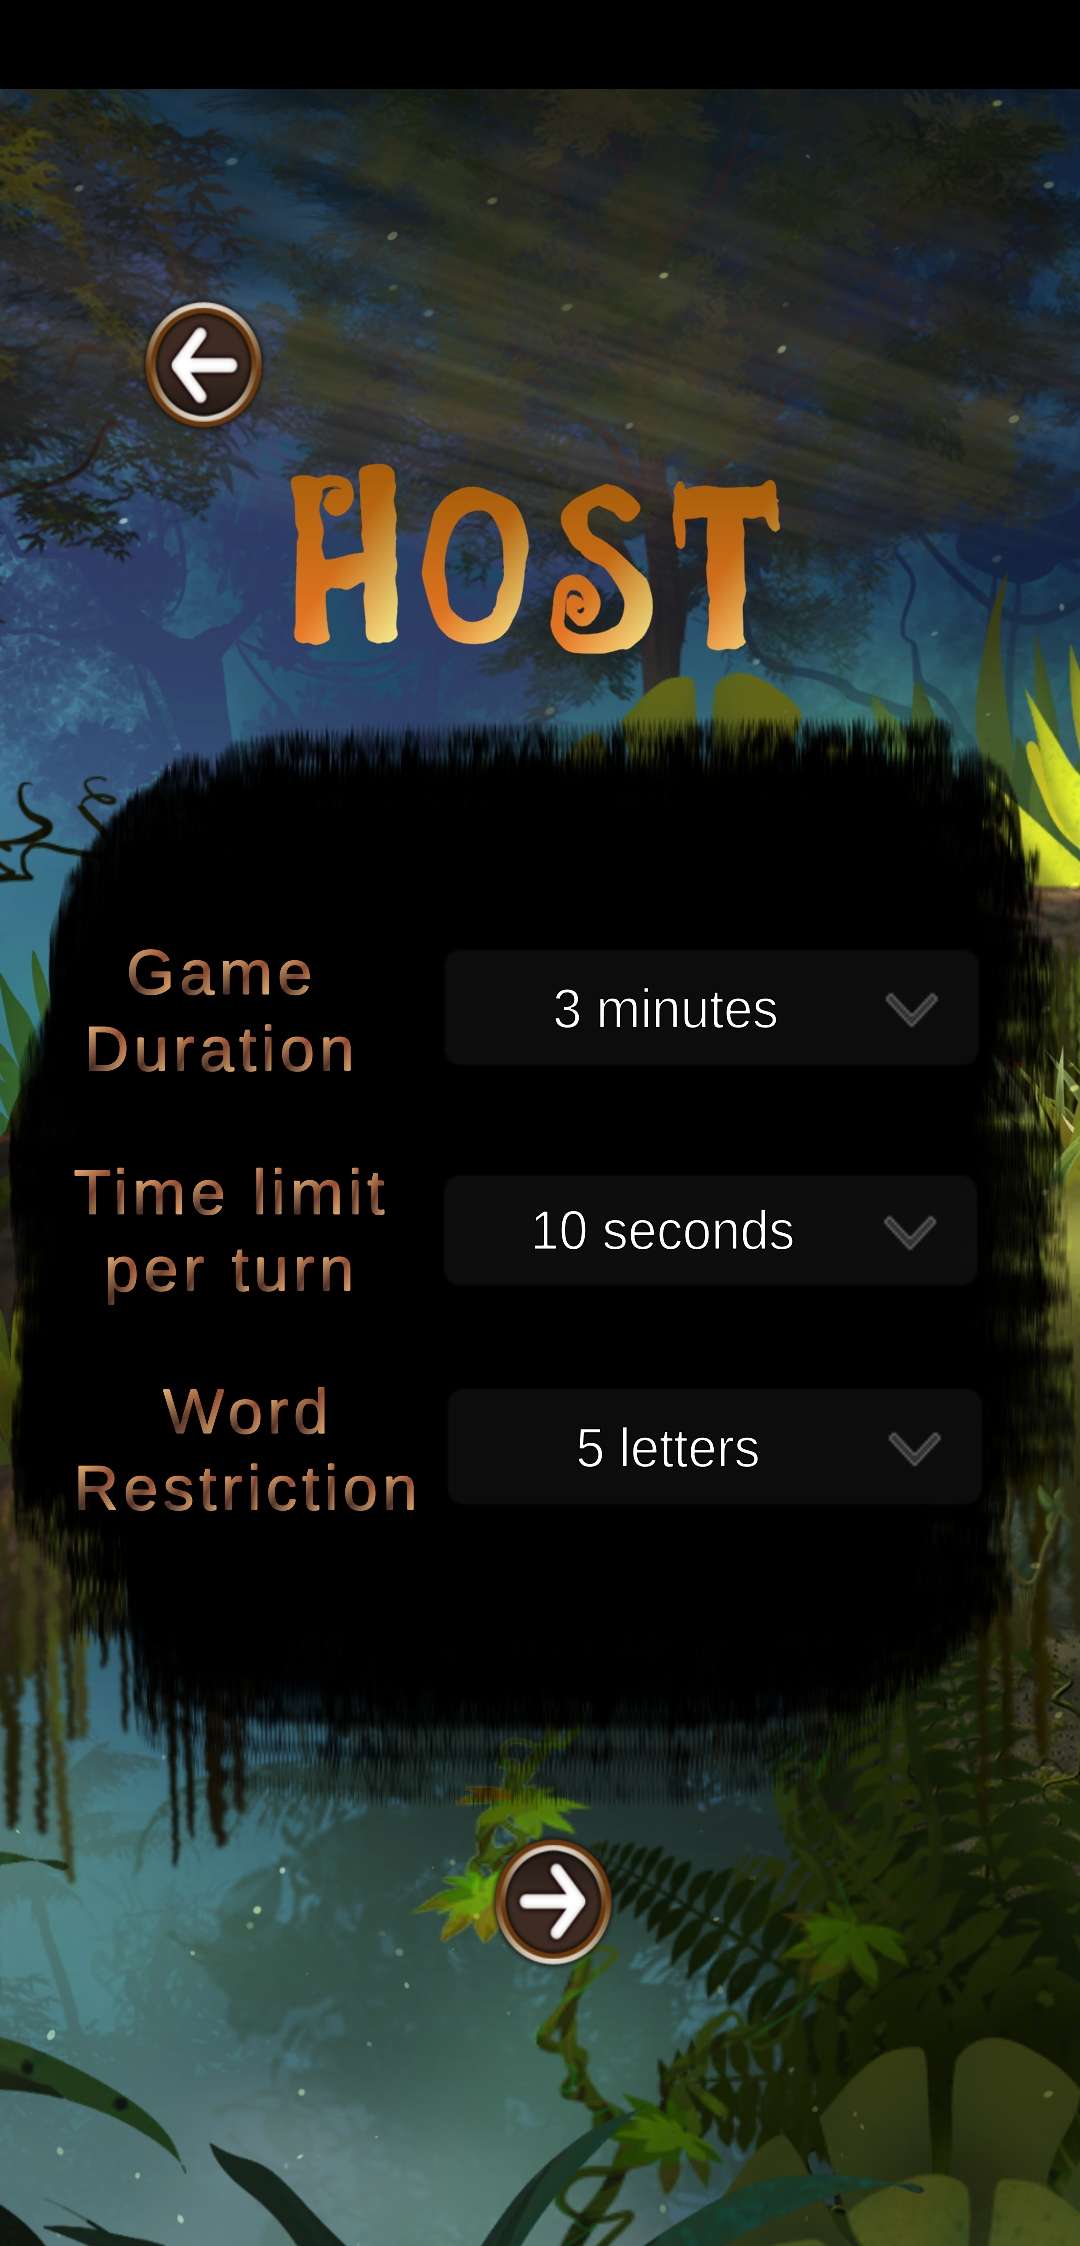 HOST
Game
Duration
3 minutes
Time limit
per turn
10 seconds
Word
Restriction
5 letters